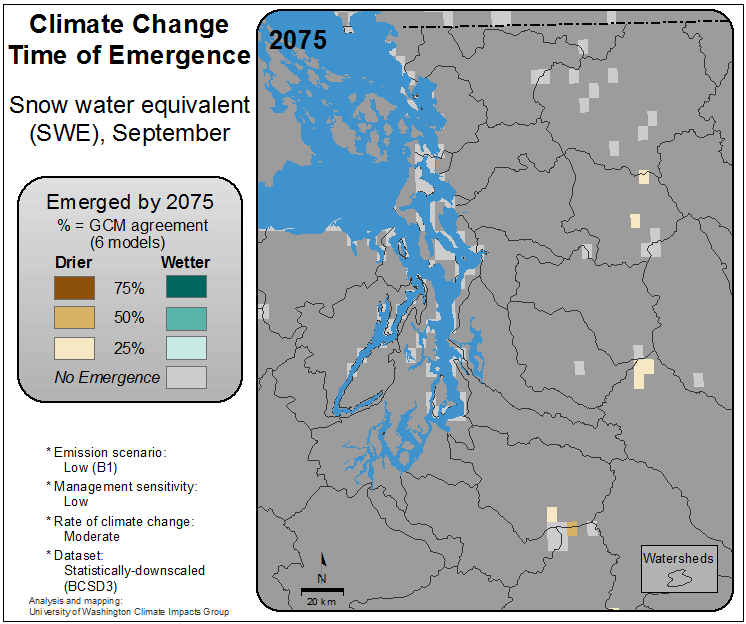 Climate Change
Time of Emergence
Snow water equivalent
(SWE), September
Emerged by 2075
% = GCM agreement
(6 models)
Drier Wetter
75%
50%
25%
No Emergence
* Emission scenario:
Low (B1)
* Management sensitivity:
Low
* Rate of climate change:
Moderate
* Dataset:
Statistically-downscaled
(BCSD3)
Analysis and mapping:
University of Washington Climate Impacts Group
2075
N
20 km
Watersheds